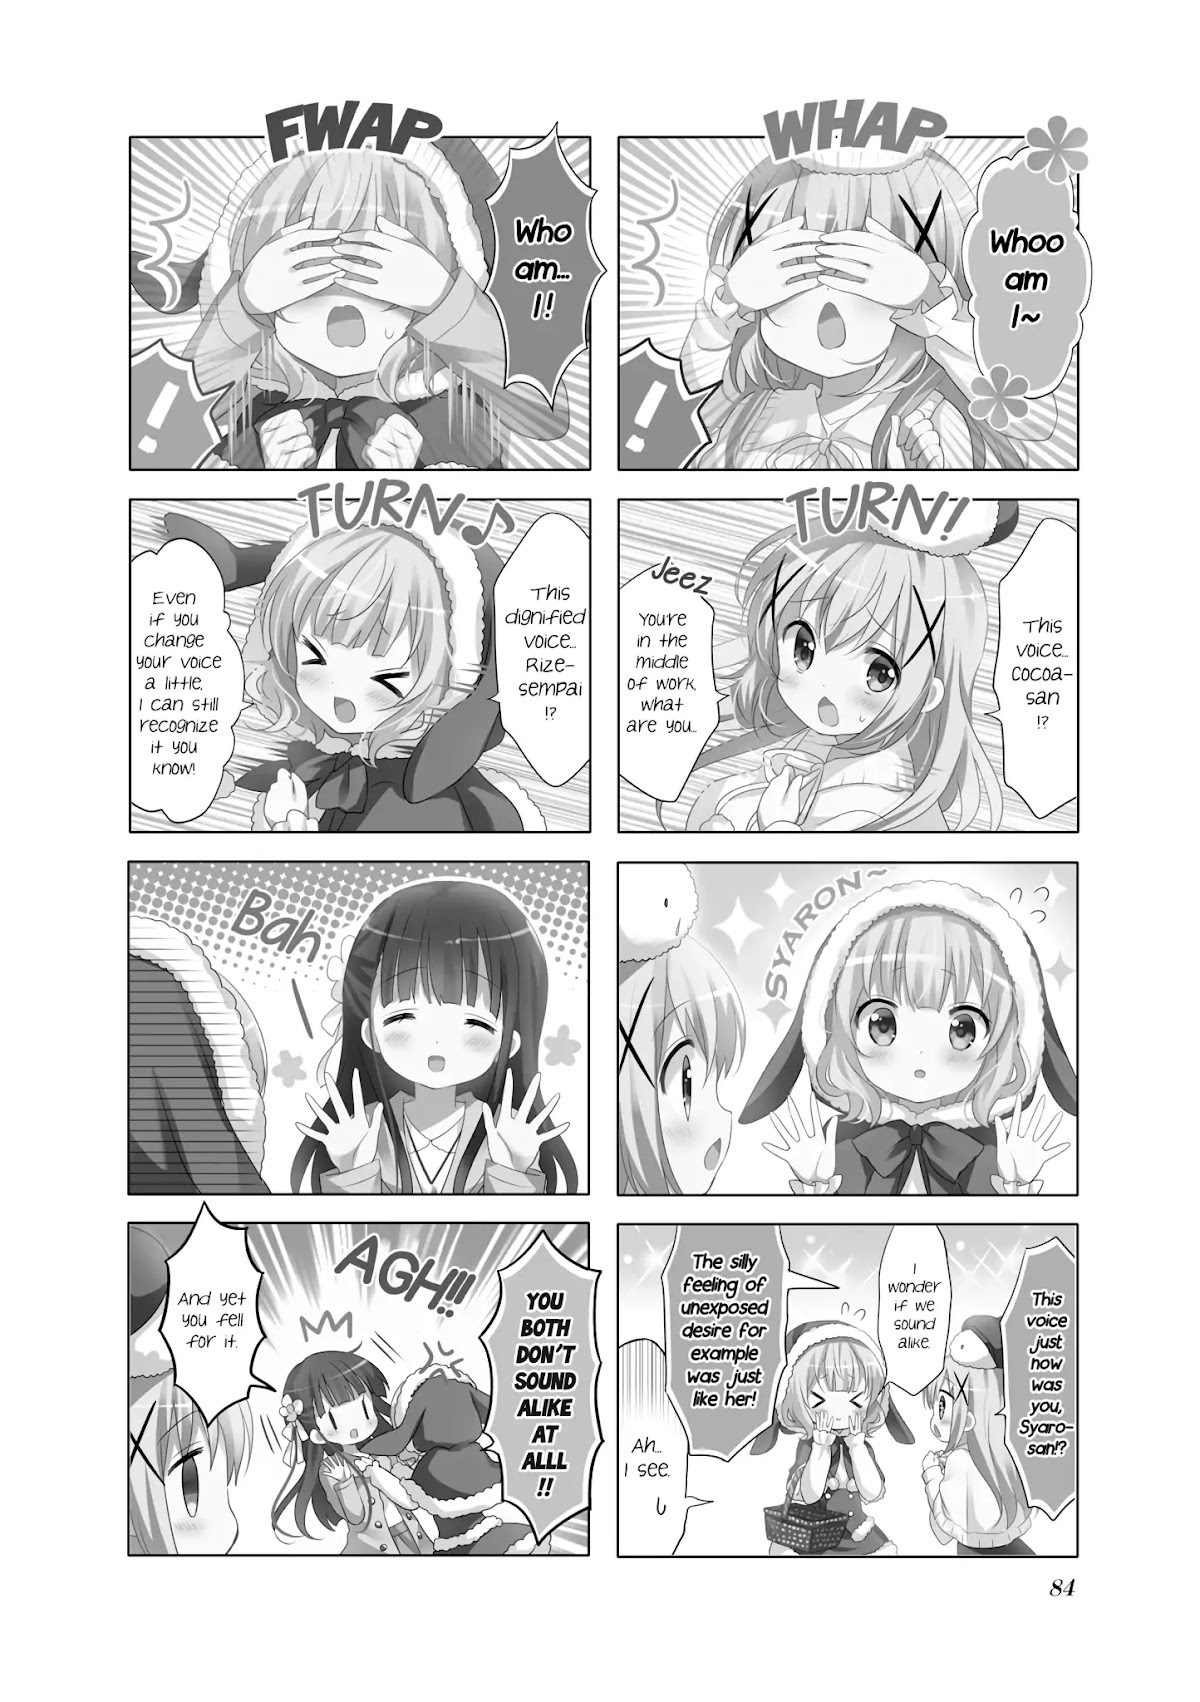 WHAP
Whoo
am
I~
!
TURN!
This
voice...
Cocoa-
san
!?
Jeez
You're
in the
middle
of work,
what
are you...
SYARON~
This
voice
just
now was
you,
Syaro-
san!?
I
wonder
if we
sound
alike.
The silly
feeling of
unexposed
desire for
example
was just
like her!
Ah...
I see.
FWAP
Who
am...
I!
!
TURN♪
This
dignified
voice...
Rize-
sempai
!?
Even
if you
change
your voice
a little,
I can still
recognize
it you
know!
Bah
AGH!!!
YOU
BOTH
DON'T
SOUND
ALIKE
AT
ALLL
!!
And yet
you fell
for it.
84